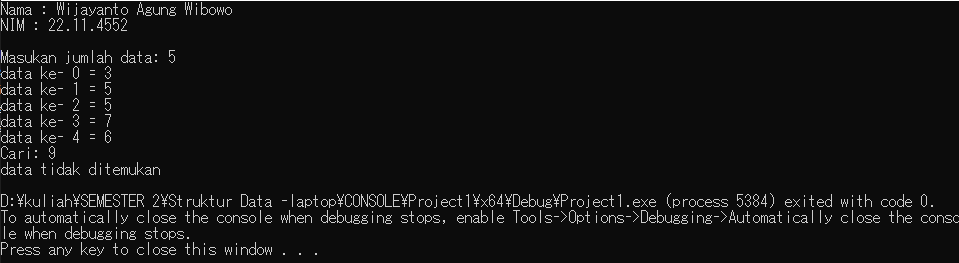 Nama : Wijayanto Agung Wibowo
NIM : 22.11.4552
Masukan jumlah data: 5
data ke- 0 = 3
data ke- 1 = 5
data ke- 2 = 5
data ke- 3 = 7
data ke- 4 = 6
Cari: 9
data tidak ditemukan
D:¥kuliah¥SEMESTER 2¥Struktur Data -laptop¥CONSOLE¥Project1¥x64¥Debug¥Project1.exe (process 5384) exited with code 0.
To automatically close the console when debugging stops, enable Tools->Options->Debugging->Automatically close the conso
le when debugging stops.
Press any key to close this window . . .